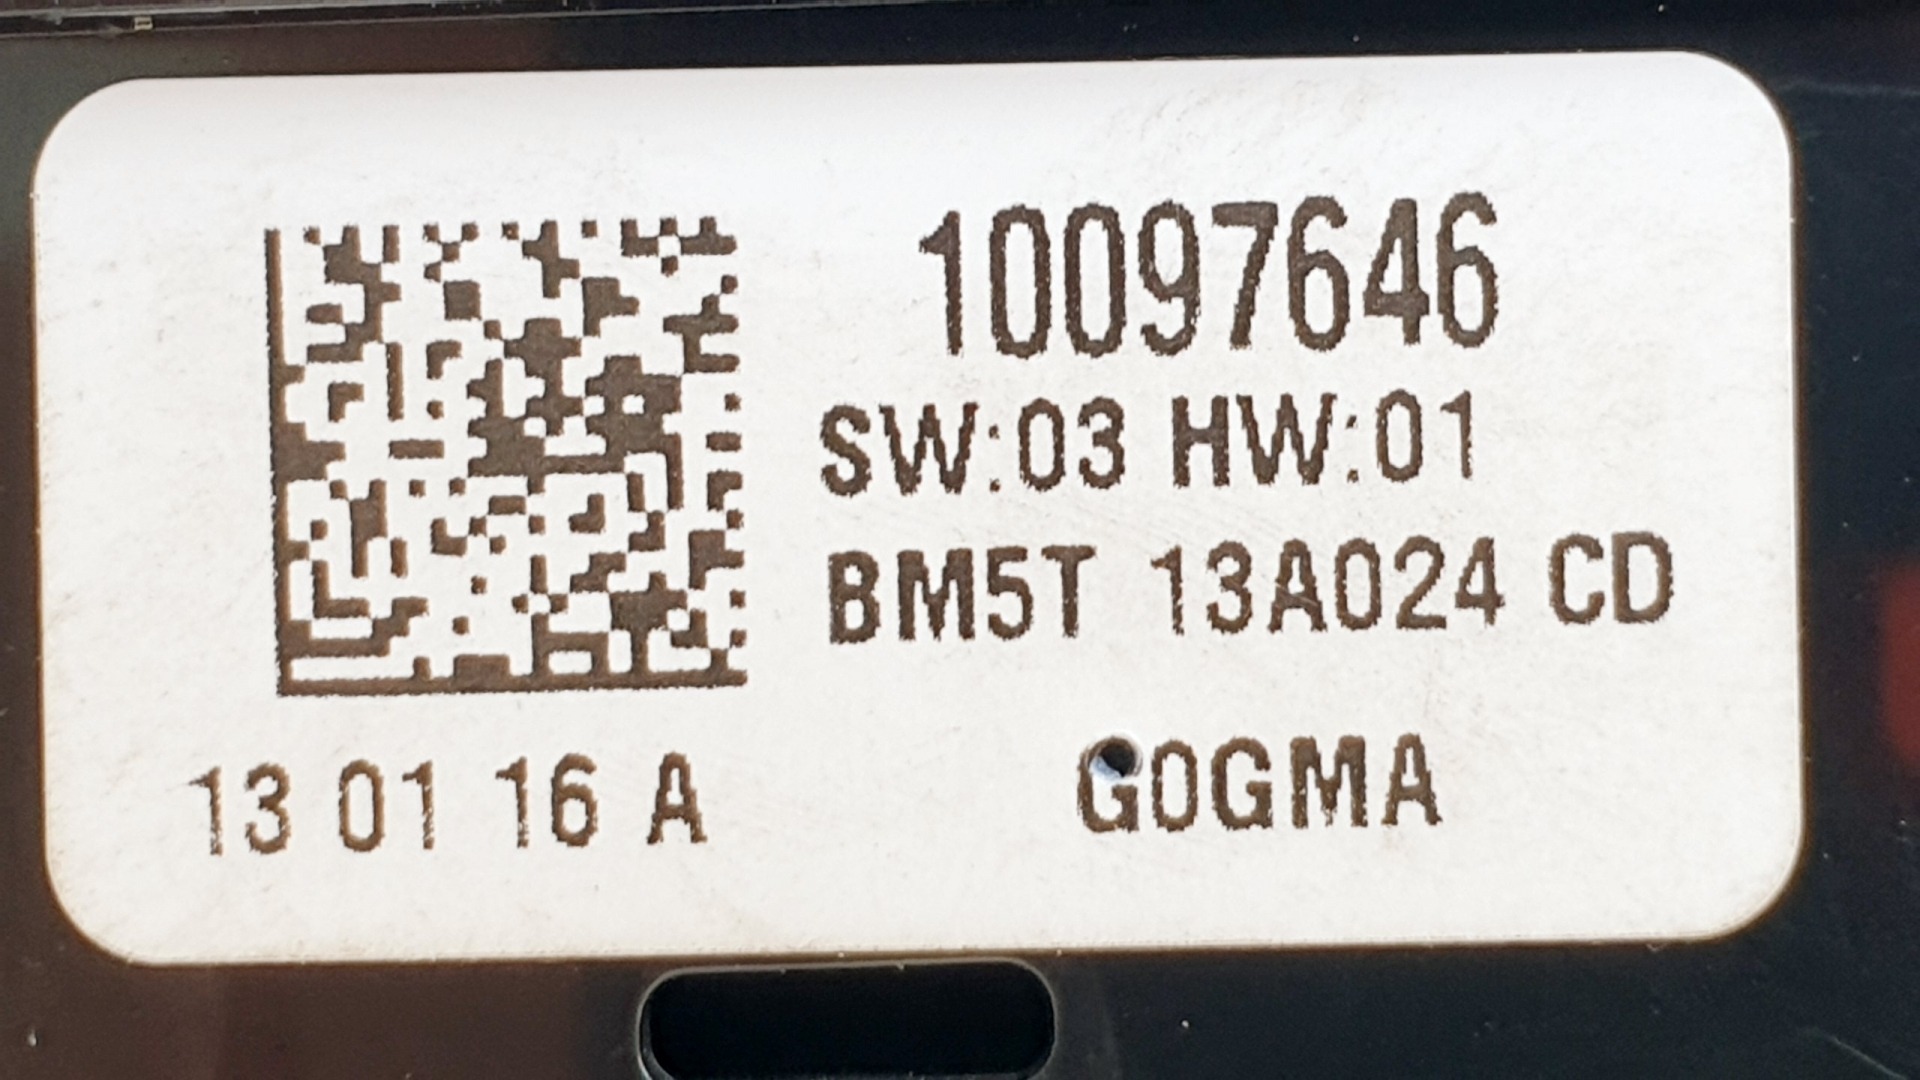 10097646
SW:03 HW:01
BM5T 13A024 CD
13 01 16 A
G0GMA